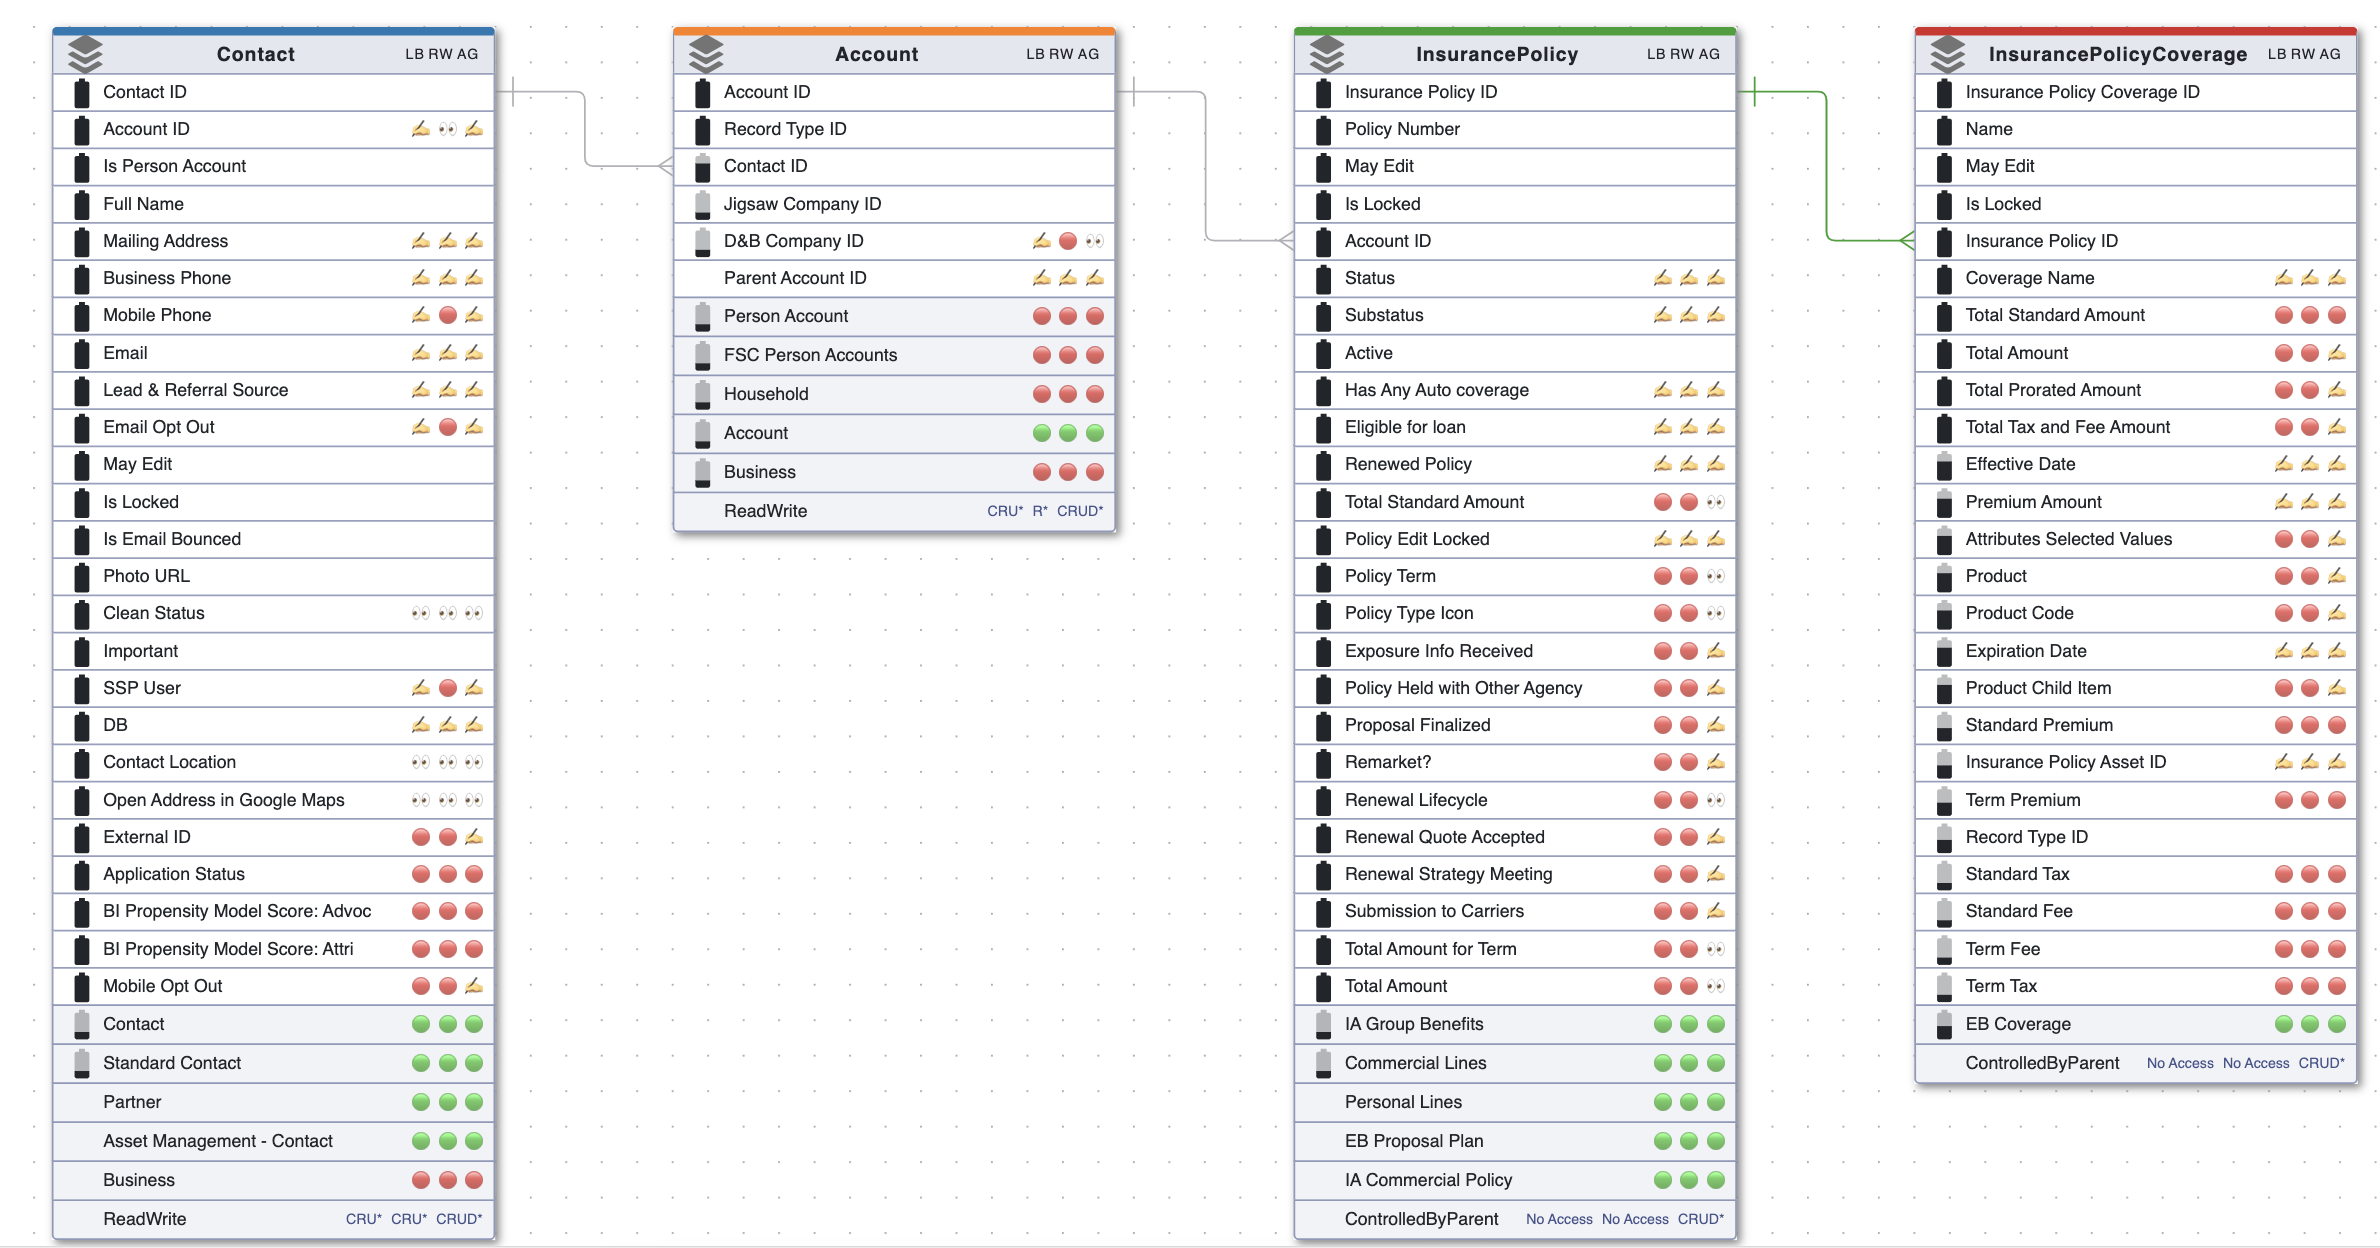 Contact LB RW AG
Contact ID
Account ID
Is Person Account
Full Name
Mailing Address
Business Phone
Mobile Phone
Email
Lead & Referral Source
Email Opt Out
May Edit
Is Locked
Is Email Bounced
Photo URL
Clean Status
Important
SSP User
DB
Contact Location
Open Address in Google Maps
External ID
Application Status
BI Propensity Model Score: Advoc
BI Propensity Model Score: Attri
Mobile Opt Out
Contact
Standard Contact
Partner
Asset Management - Contact
Business
ReadWrite CRU* CRU* CRUD*
Account LB RW AG
Account ID
Record Type ID
Contact ID
Jigsaw Company ID
D&B Company ID
Parent Account ID
Person Account
FSC Person Accounts
Household
Account
Business
ReadWrite CRU* R* CRUD*
InsurancePolicy LB RW AG
Insurance Policy ID
Policy Number
May Edit
Is Locked
Account ID
Status
Substatus
Active
Has Any Auto coverage
Eligible for loan
Renewed Policy
Total Standard Amount
Policy Edit Locked
Policy Term
Policy Type Icon
Exposure Info Received
Policy Held with Other Agency
Proposal Finalized
Remarket?
Renewal Lifecycle
Renewal Quote Accepted
Renewal Strategy Meeting
Submission to Carriers
Total Amount for Term
Total Amount
IA Group Benefits
Commercial Lines
Personal Lines
EB Proposal Plan
IA Commercial Policy
ControlledByParent No Access No Access CRUD*
InsurancePolicyCoverage LB RW AG
Insurance Policy Coverage ID
Name
May Edit
Is Locked
Insurance Policy ID
Coverage Name
Total Standard Amount
Total Amount
Total Prorated Amount
Total Tax and Fee Amount
Effective Date
Premium Amount
Attributes Selected Values
Product
Product Code
Expiration Date
Product Child Item
Standard Premium
Insurance Policy Asset ID
Term Premium
Record Type ID
Standard Tax
Standard Fee
Term Fee
Term Tax
EB Coverage
ControlledByParent No Access No Access CRUD*